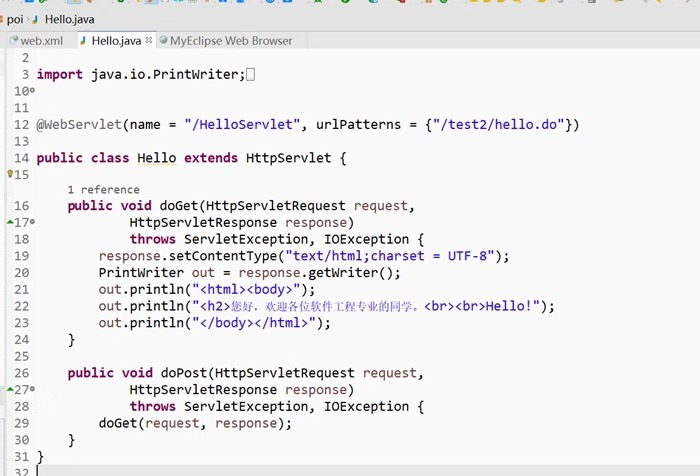 poi › Hello.java
web.xml Hello.java MyEclipse Web Browser
2
3 import java.io.PrintWriter;
10
11
12 @WebServlet(name = "/HelloServlet", urlPatterns = {"/test2/hello.do"})
13
14 public class Hello extends HttpServlet {
15
1 reference
16 public void doGet(HttpServletRequest request,
17 HttpServletResponse response)
18 throws ServletException, IOException {
19 response.setContentType("text/html;charset = UTF-8");
20 PrintWriter out = response.getWriter();
21 out.println("<html><body>");
22 out.println("<h2>您好，欢迎各位软件工程专业的同学。<br><br>Hello!");
23 out.println("</body></html>");
24 }
25
26 public void doPost(HttpServletRequest request,
27 HttpServletResponse response)
28 throws ServletException, IOException {
29 doGet(request, response);
30 }
31 }
32